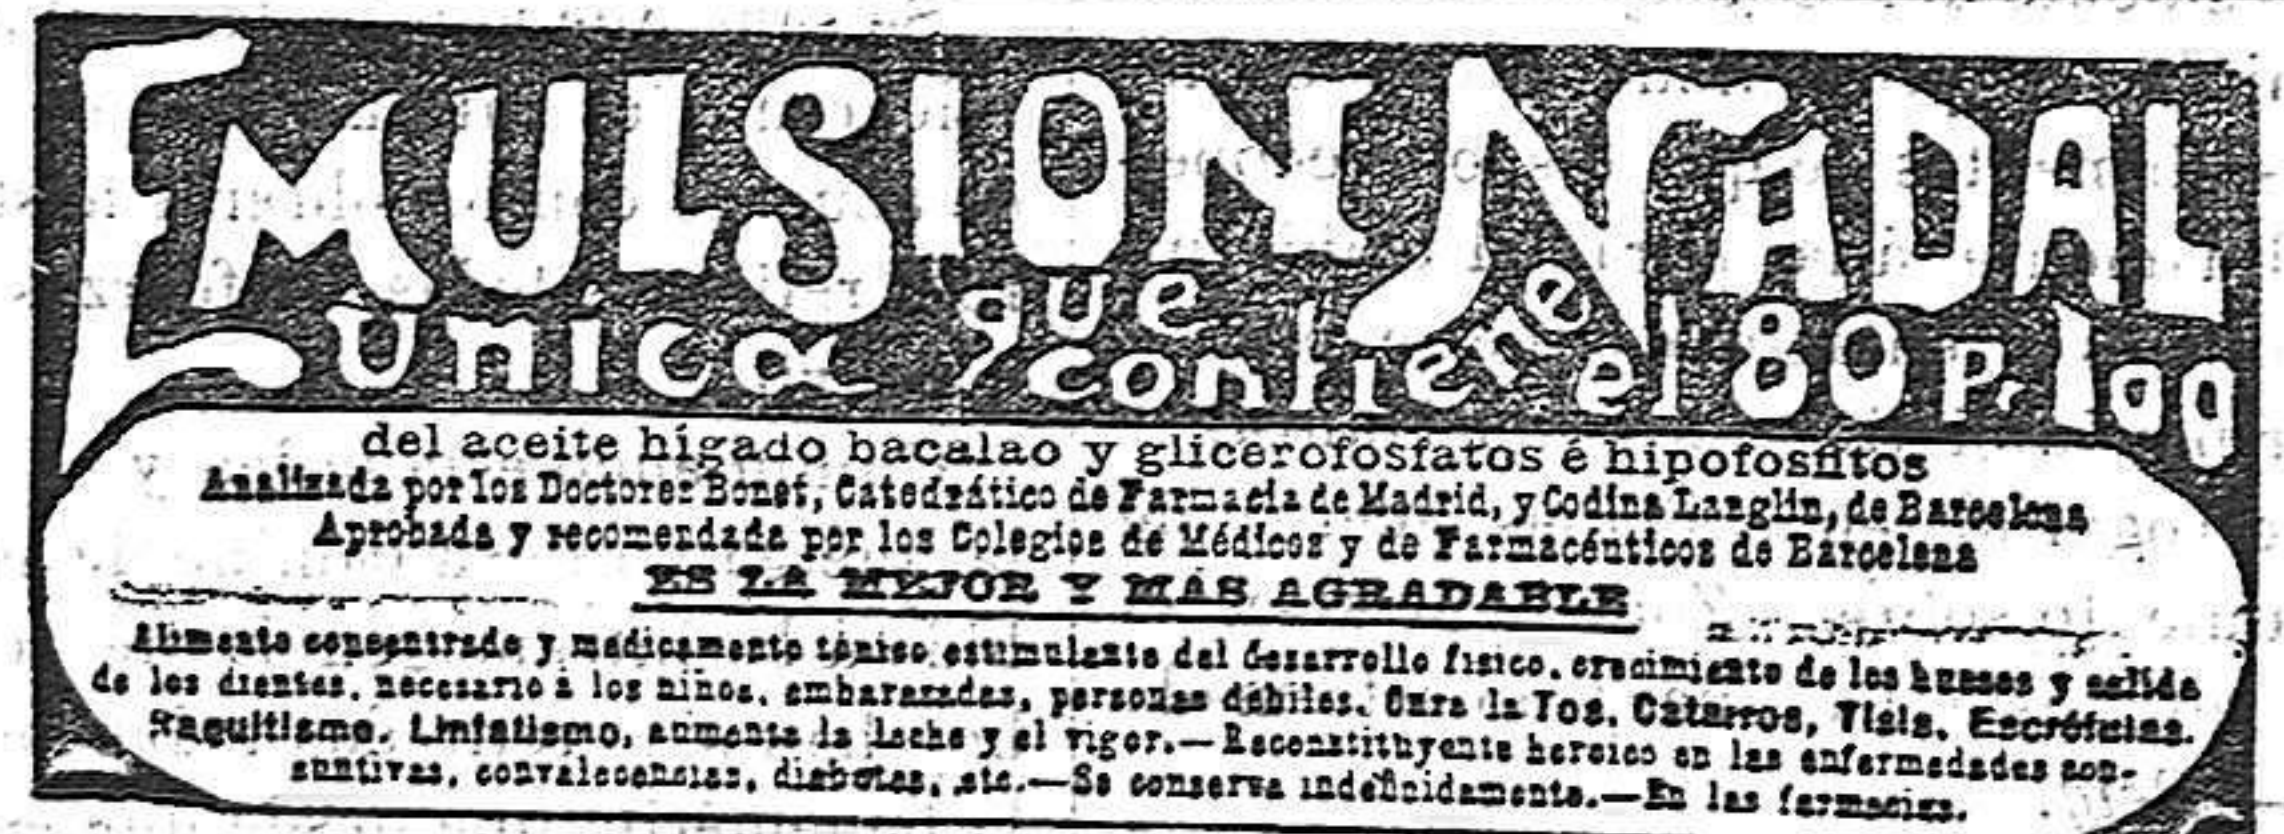 EMULSION NADAL
única que contiene el 80 p. 100
del aceite hígado bacalao y glicerofosfatos é hipofosfitos
Analizada por los Doctores Bonet, Catedrático de Farmacia de Madrid, y Codina Langlin, de Barcelona
Aprobada y recomendada por los Colegios de Médicos y de Farmacéuticos de Barcelona
ES LA MEJOR Y MAS AGRADABLE
Alimento concentrado y medicamento tónico estimulante del desarrollo físico, crecimiento de los huesos y salida
de los dientes, necesario á los niños, embarazadas, personas débiles. Cura la Tos, Catarros, Tisis, Escrófulas,
Raquitismo, Linfatismo, aumenta la leche y el vigor.—Reconstituyente heroico en las enfermedades con-
suntivas, convalecencias, diabetes, etc.—Se conserva indefinidamente.—En las farmacias.